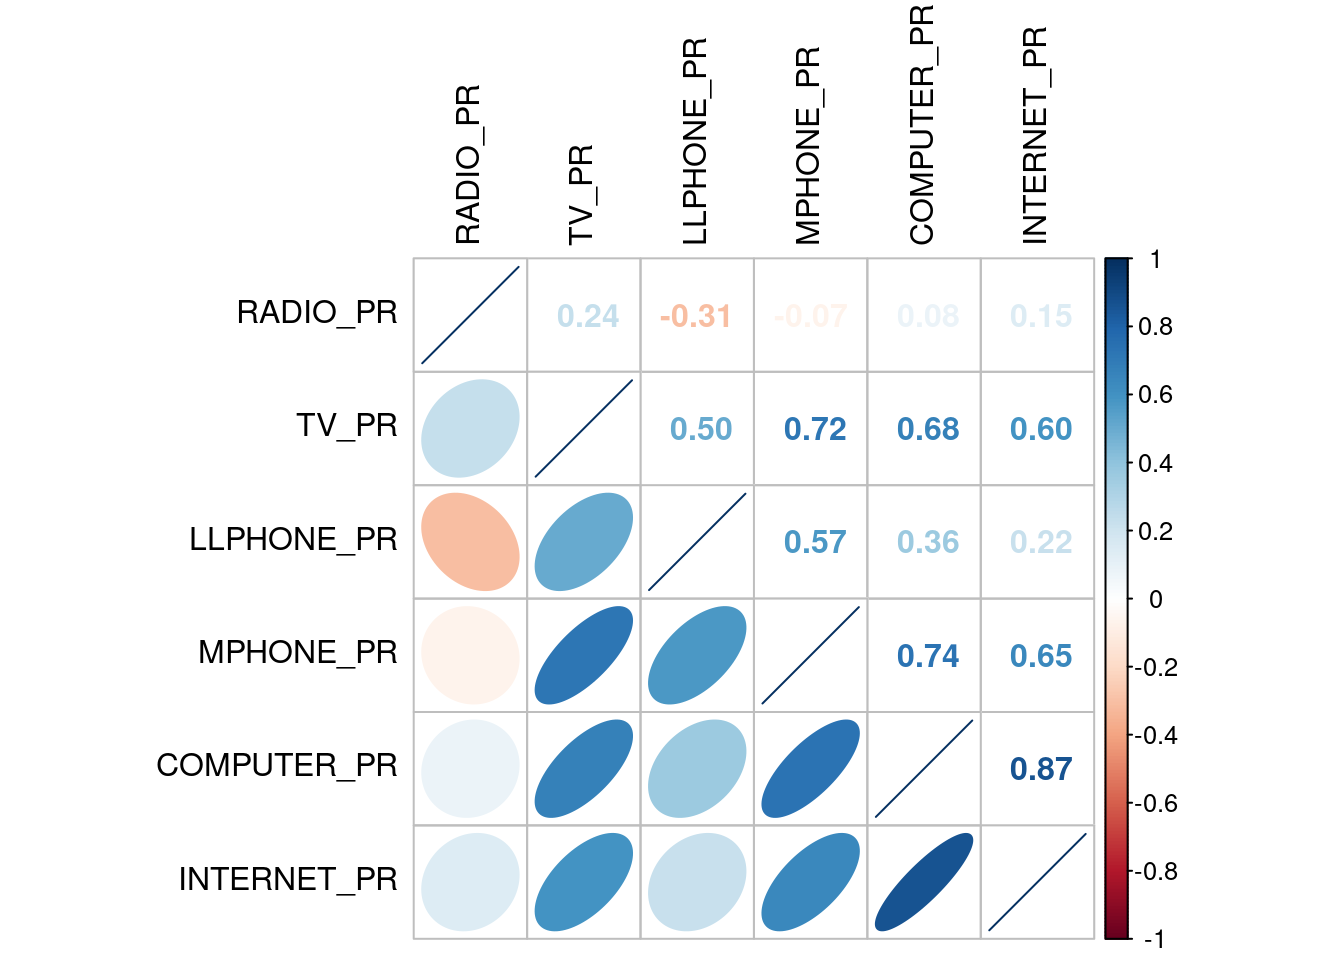 RADIO_PR
TV_PR
LLPHONE_PR
MPHONE_PR
COMPUTER_PR
INTERNET_PR
RADIO_PR 0.24 -0.31 -0.07 0.08 0.15
TV_PR 0.50 0.72 0.68 0.60
LLPHONE_PR 0.57 0.36 0.22
MPHONE_PR 0.74 0.65
COMPUTER_PR 0.87
INTERNET_PR
1
0.8
0.6
0.4
0.2
0
-0.2
-0.4
-0.6
-0.8
-1